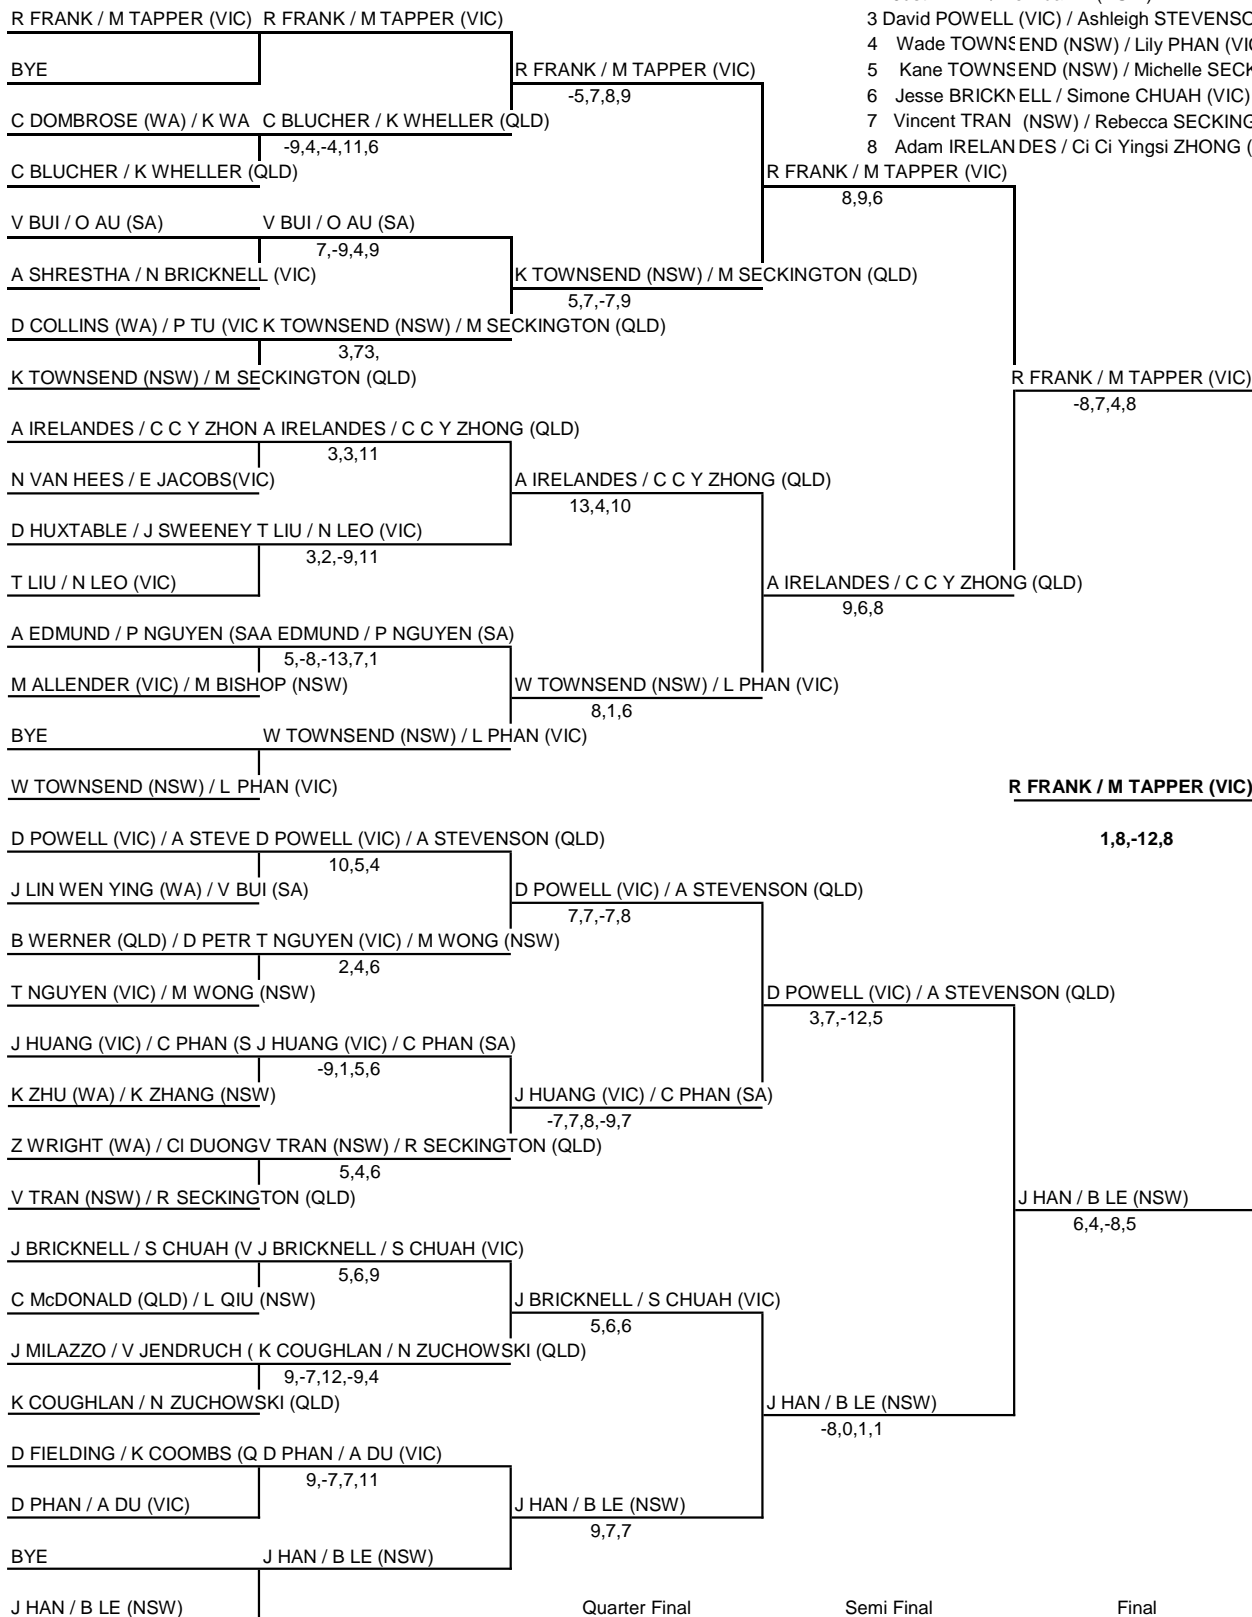 R FRANK / M TAPPER (VIC) R FRANK / M TAPPER (VIC)
3 David POWELL (VIC) / Ashleigh STEVENSO
4 Wade TOWNSEND (NSW) / Lily PHAN (VIC
BYE R FRANK / M TAPPER (VIC)
5 Kane TOWNSEND (NSW) / Michelle SECK
-5,7,8,9
6 Jesse BRICKNELL / Simone CHUAH (VIC)
C DOMBROSE (WA) / K WA C BLUCHER / K WHELLER (QLD)
7 Vincent TRAN (NSW) / Rebecca SECKING
-9,4,-4,11,6
8 Adam IRELANDES / Ci Ci Yingsi ZHONG (
C BLUCHER / K WHELLER (QLD) R FRANK / M TAPPER (VIC)
8,9,6
V BUI / O AU (SA) V BUI / O AU (SA)
7,-9,4,9
A SHRESTHA / N BRICKNELL (VIC) K TOWNSEND (NSW) / M SECKINGTON (QLD)
5,7,-7,9
D COLLINS (WA) / P TU (VIC K TOWNSEND (NSW) / M SECKINGTON (QLD)
3,73,
K TOWNSEND (NSW) / M SECKINGTON (QLD) R FRANK / M TAPPER (VIC)
-8,7,4,8
A IRELANDES / C C Y ZHON A IRELANDES / C C Y ZHONG (QLD)
3,3,11
N VAN HEES / E JACOBS(VIC) A IRELANDES / C C Y ZHONG (QLD)
13,4,10
D HUXTABLE / J SWEENEY T LIU / N LEO (VIC)
3,2,-9,11
T LIU / N LEO (VIC) A IRELANDES / C C Y ZHONG (QLD)
9,6,8
A EDMUND / P NGUYEN (SAA EDMUND / P NGUYEN (SA)
5,-8,-13,7,1
M ALLENDER (VIC) / M BISHOP (NSW) W TOWNSEND (NSW) / L PHAN (VIC)
8,1,6
BYE W TOWNSEND (NSW) / L PHAN (VIC)
W TOWNSEND (NSW) / L PHAN (VIC) R FRANK / M TAPPER (VIC)
D POWELL (VIC) / A STEVE D POWELL (VIC) / A STEVENSON (QLD) 1,8,-12,8
10,5,4
J LIN WEN YING (WA) / V BUI (SA) D POWELL (VIC) / A STEVENSON (QLD)
7,7,-7,8
B WERNER (QLD) / D PETR T NGUYEN (VIC) / M WONG (NSW)
2,4,6
T NGUYEN (VIC) / M WONG (NSW) D POWELL (VIC) / A STEVENSON (QLD)
3,7,-12,5
J HUANG (VIC) / C PHAN (S J HUANG (VIC) / C PHAN (SA)
-9,1,5,6
K ZHU (WA) / K ZHANG (NSW) J HUANG (VIC) / C PHAN (SA)
-7,7,8,-9,7
Z WRIGHT (WA) / CI DUONGV TRAN (NSW) / R SECKINGTON (QLD)
5,4,6
V TRAN (NSW) / R SECKINGTON (QLD) J HAN / B LE (NSW)
6,4,-8,5
J BRICKNELL / S CHUAH (V J BRICKNELL / S CHUAH (VIC)
5,6,9
C McDONALD (QLD) / L QIU (NSW) J BRICKNELL / S CHUAH (VIC)
5,6,6
J MILAZZO / V JENDRUCH ( K COUGHLAN / N ZUCHOWSKI (QLD)
9,-7,12,-9,4
K COUGHLAN / N ZUCHOWSKI (QLD) J HAN / B LE (NSW)
-8,0,1,1
D FIELDING / K COOMBS (Q D PHAN / A DU (VIC)
9,-7,7,11
D PHAN / A DU (VIC) J HAN / B LE (NSW)
9,7,7
BYE J HAN / B LE (NSW)
J HAN / B LE (NSW) Quarter Final Semi Final Final